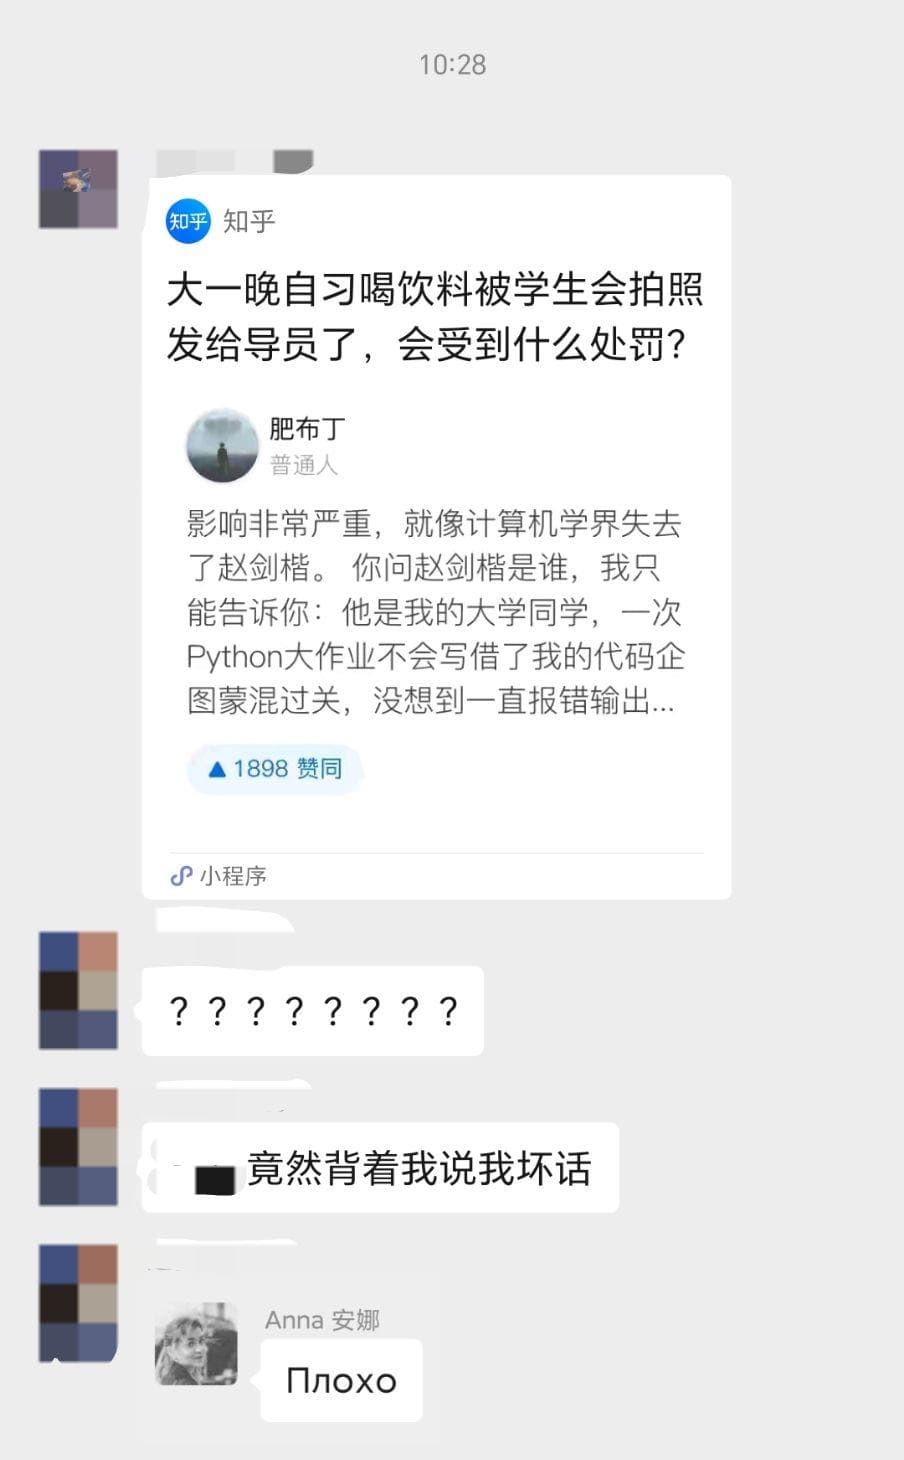 10:28
知乎 知乎
大一晚自习喝饮料被学生会拍照
发给导员了，会受到什么处罚？
肥布丁
普通人
影响非常严重，就像计算机学界失去
了赵剑楷。 你问赵剑楷是谁，我只
能告诉你：他是我的大学同学，一次
Python大作业不会写借了我的代码企
图蒙混过关，没想到一直报错输出...
▲ 1898 赞同
小程序
？？？？？？？？
竟然背着我说我坏话
Anna 安娜
Плохо